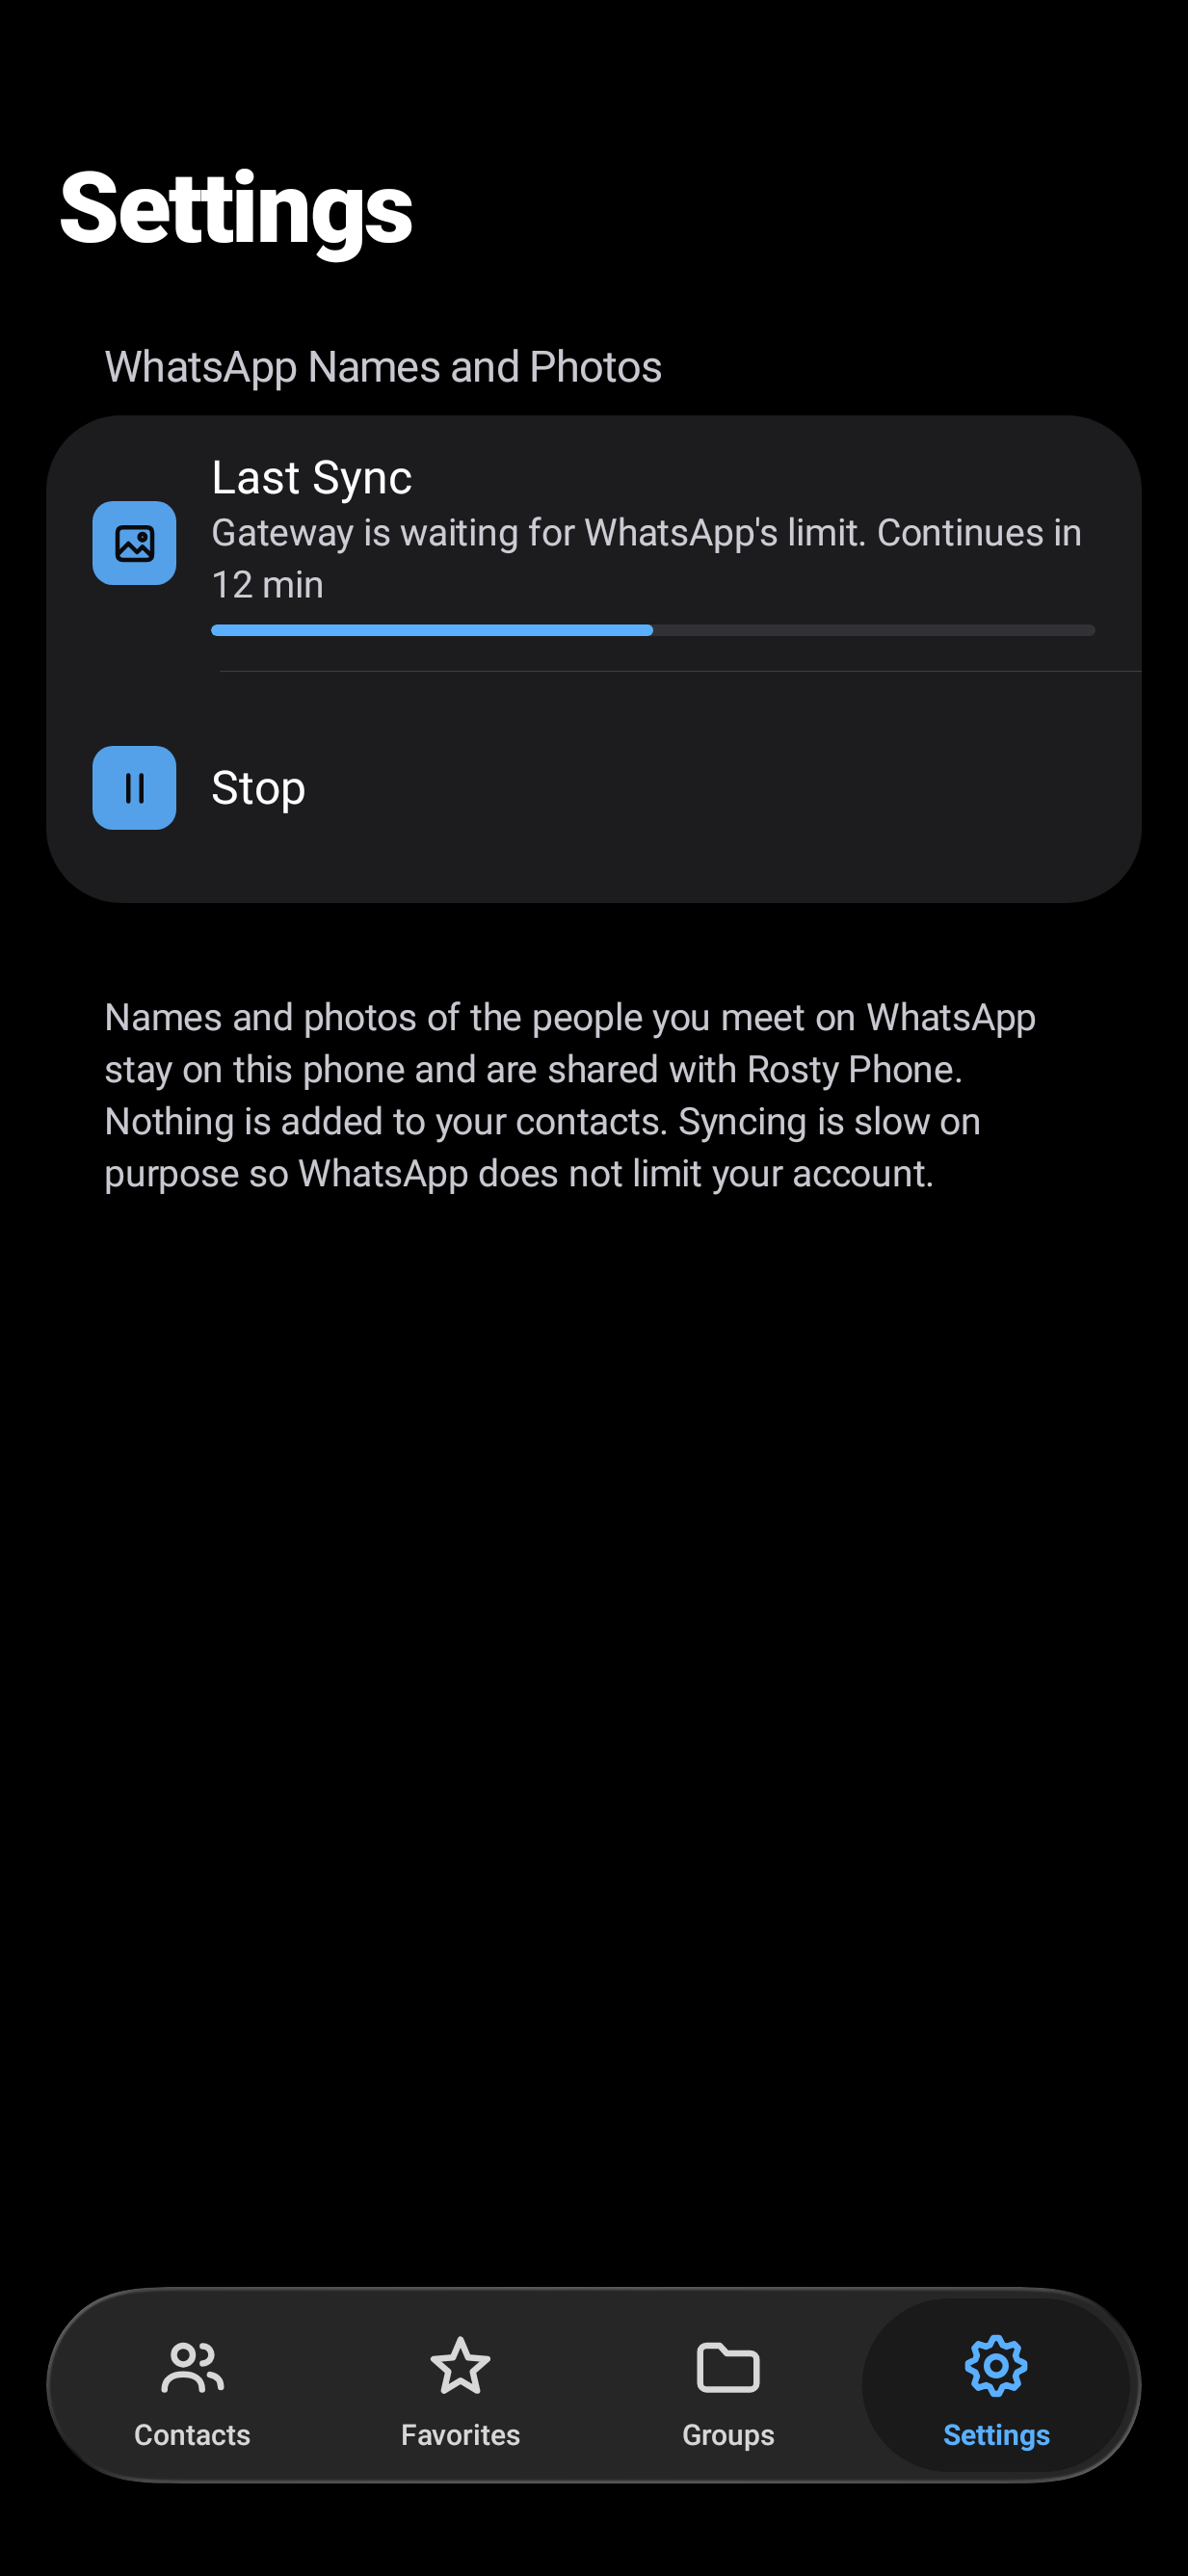 Settings
WhatsApp Names and Photos
Last Sync
Gateway is waiting for WhatsApp's limit. Continues in
12 min
Stop
Names and photos of the people you meet on WhatsApp
stay on this phone and are shared with Rosty Phone.
Nothing is added to your contacts. Syncing is slow on
purpose so WhatsApp does not limit your account.
Contacts
Favorites
Groups
Settings